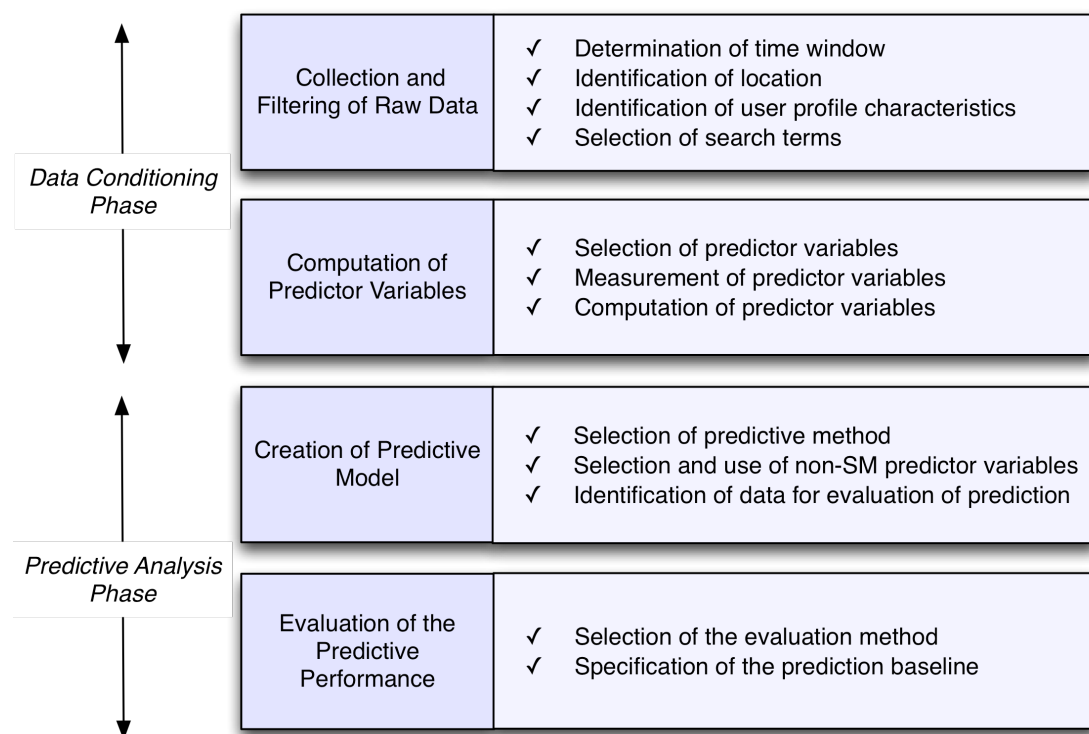 Data Conditioning
Phase
Collection and
Filtering of Raw Data
✓ Determination of time window
✓ Identification of location
✓ Identification of user profile characteristics
✓ Selection of search terms
Computation of
Predictor Variables
✓ Selection of predictor variables
✓ Measurement of predictor variables
✓ Computation of predictor variables
Predictive Analysis
Phase
Creation of Predictive
Model
✓ Selection of predictive method
✓ Selection and use of non-SM predictor variables
✓ Identification of data for evaluation of prediction
Evaluation of the
Predictive
Performance
✓ Selection of the evaluation method
✓ Specification of the prediction baseline